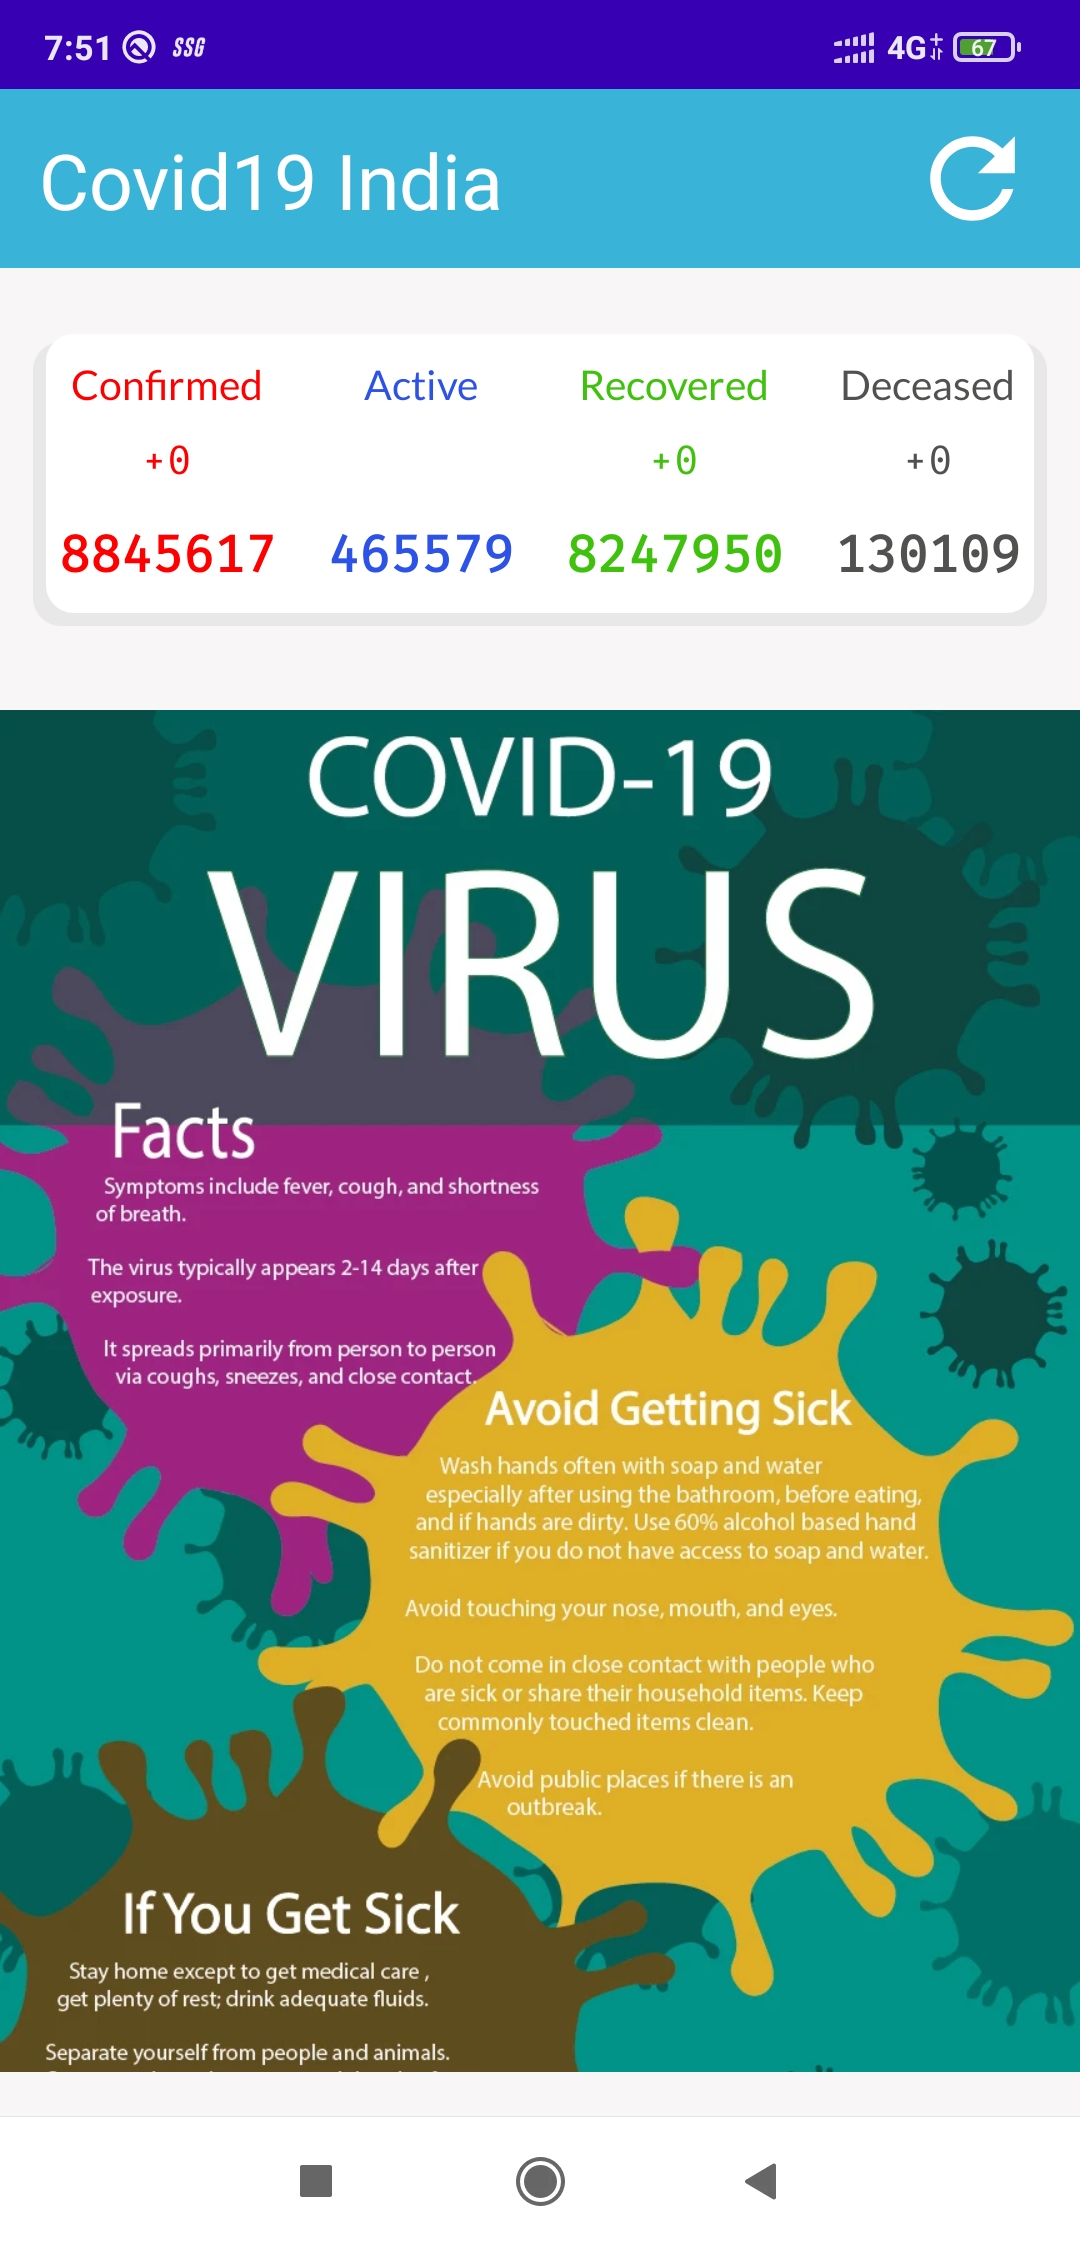 7:51 SSG 4G+ 67
Covid19 India
Confirmed Active Recovered Deceased
+0 +0 +0
8845617 465579 8247950 130109
COVID-19
VIRUS
Facts
Symptoms include fever, cough, and shortness
of breath.
The virus typically appears 2-14 days after
exposure.
It spreads primarily from person to person
via coughs, sneezes, and close contact.
Avoid Getting Sick
Wash hands often with soap and water
especially after using the bathroom, before eating,
and if hands are dirty. Use 60% alcohol based hand
sanitizer if you do not have access to soap and water.
Avoid touching your nose, mouth, and eyes.
Do not come in close contact with people who
are sick or share their household items. Keep
commonly touched items clean.
Avoid public places if there is an
outbreak.
If You Get Sick
Stay home except to get medical care ,
get plenty of rest; drink adequate fluids.
Separate yourself from people and animals.